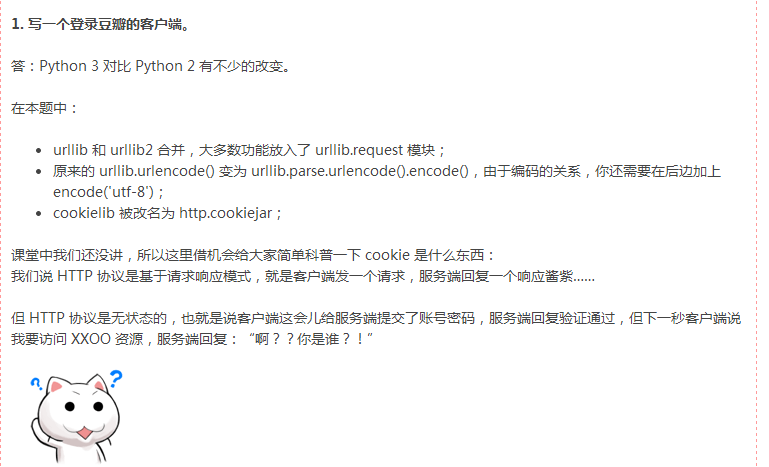 1. 写一个登录豆瓣的客户端。
答：Python 3 对比 Python 2 有不少的改变。
在本题中：
• urllib 和 urllib2 合并，大多数功能放入了 urllib.request 模块；
• 原来的 urllib.urlencode() 变为 urllib.parse.urlencode().encode()，由于编码的关系，你还需要在后边加上
encode('utf-8')；
• cookielib 被改名为 http.cookiejar；
课堂中我们还没讲，所以这里借机会给大家简单科普一下 cookie 是什么东西：
我们说 HTTP 协议是基于请求响应模式，就是客户端发一个请求，服务端回复一个响应酱紫……
但 HTTP 协议是无状态的，也就是说客户端这会儿给服务端提交了账号密码，服务端回复验证通过，但下一秒客户端说
我要访问 XXOO 资源，服务端回复：“啊？？你是谁？！”
? ?